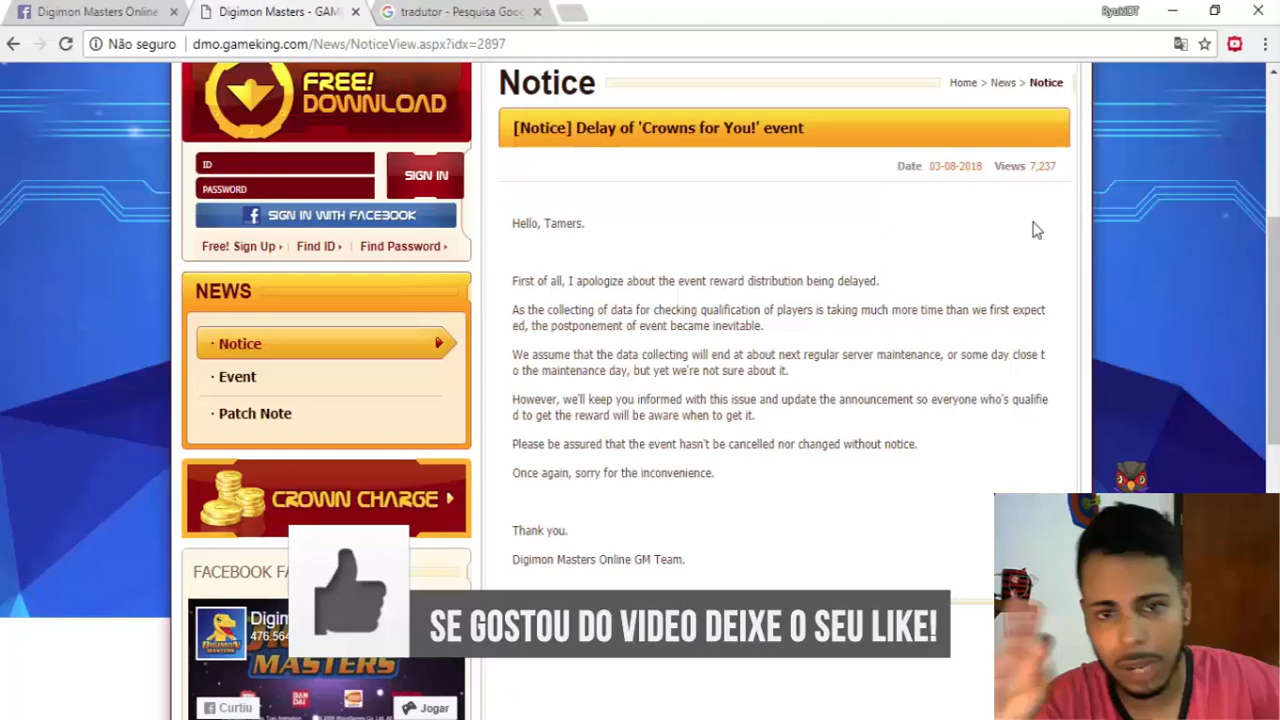 Digimon Masters Online
Digimon Masters - GAM
tradutor - Pesquisa Goo
RyukiDT
Não seguro
dmo.gameking.com/News/NoticeView.aspx?idx=2897
FREE!
DOWNLOAD
ID
PASSWORD
SIGN IN
SIGN IN WITH FACEBOOK
Free! Sign Up
Find ID
Find Password
NEWS
· Notice
· Event
· Patch Note
CROWN CHARGE
FACEBOOK FA
Digim
476.564
MASTERS
Curtiu
Jogar
Notice
Home > News > Notice
[Notice] Delay of 'Crowns for You!' event
Date 03-08-2018 Views 7,237
Hello, Tamers.
First of all, I apologize about the event reward distribution being delayed.
As the collecting of data for checking qualification of players is taking much more time than we first expect
ed, the postponement of event became inevitable.
We assume that the data collecting will end at about next regular server maintenance, or some day close t
o the maintenance day, but yet we're not sure about it.
However, we'll keep you informed with this issue and update the announcement so everyone who's qualifie
d to get the reward will be aware when to get it.
Please be assured that the event hasn't be cancelled nor changed without notice.
Once again, sorry for the inconvenience.
Thank you.
Digimon Masters Online GM Team.
SE GOSTOU DO VIDEO DEIXE O SEU LIKE!